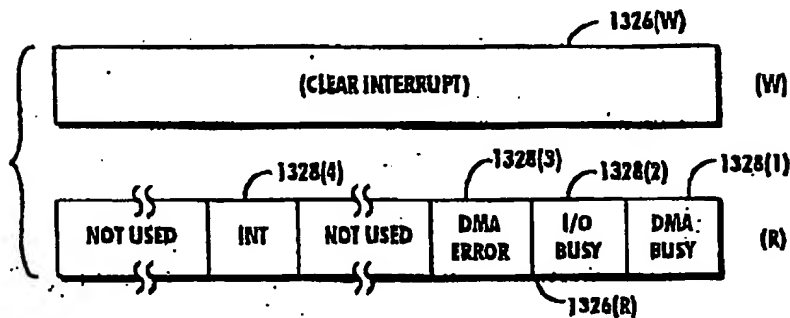 1326(W)
(CLEAR INTERRUPT) (W)
1328(4) 1328(3) 1328(2) 1328(1)
NOT USED INT NOT USED DMA ERROR I/O BUSY DMA BUSY (R)
1326(R)